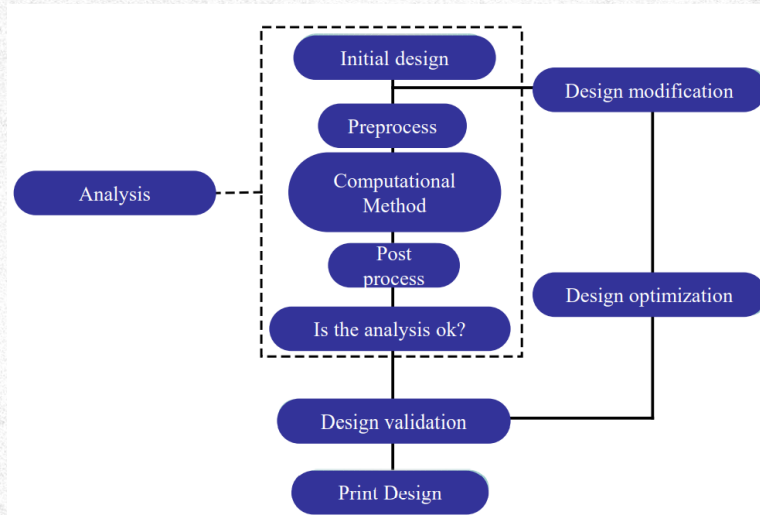 Initial design
Design modification
Preprocess
Computational
Method
Analysis
Post
process
Design optimization
Is the analysis ok?
Design validation
Print Design